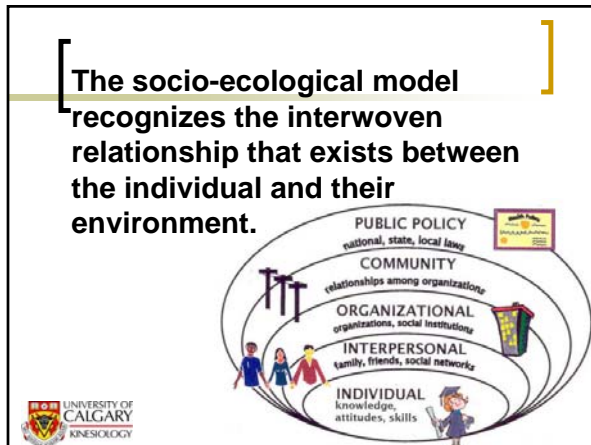 The socio-ecological model
recognizes the interwoven
relationship that exists between
the individual and their
environment.
PUBLIC POLICY
national, state, local laws
COMMUNITY
relationships among organizations
ORGANIZATIONAL
organizations, social institutions
INTERPERSONAL
family, friends, social networks
INDIVIDUAL
knowledge,
attitudes, skills
UNIVERSITY OF
CALGARY
KINESIOLOGY